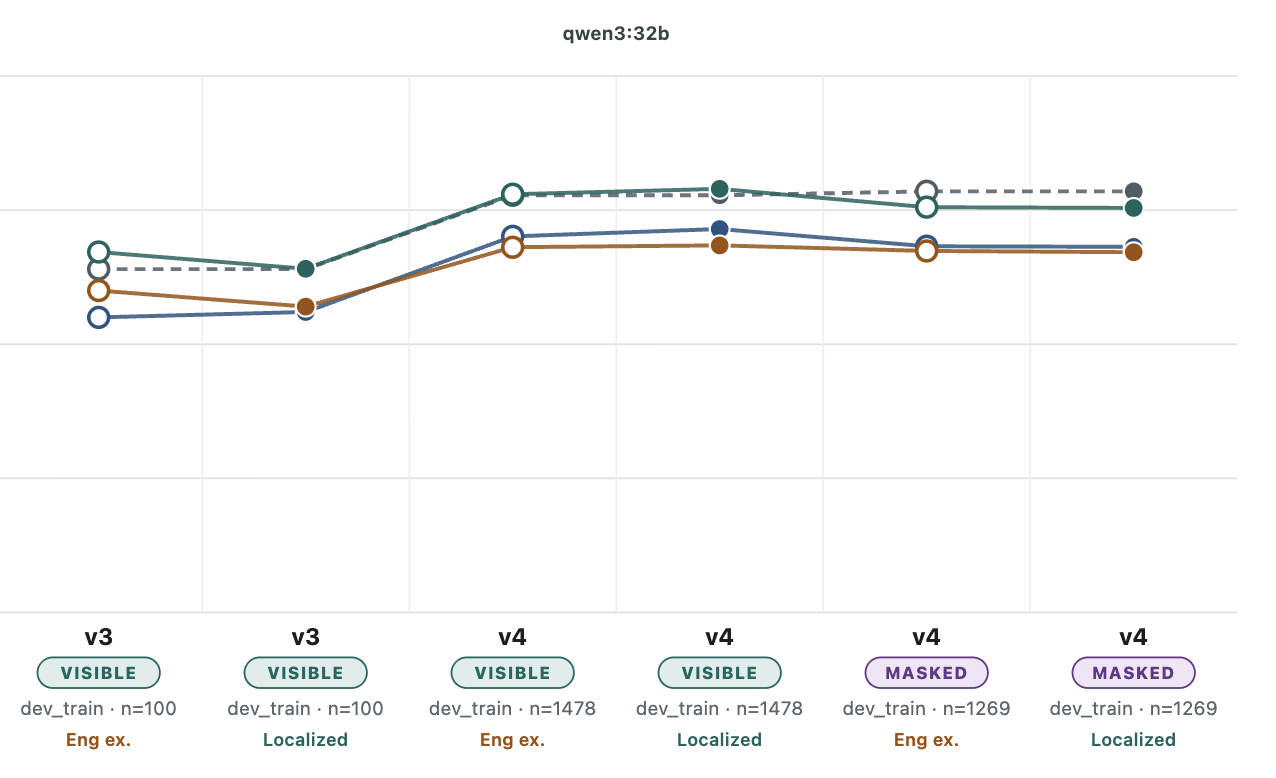 qwen3:32b
v3 v3 v4 v4 v4 v4
VISIBLE VISIBLE VISIBLE VISIBLE MASKED MASKED
dev_train · n=100 dev_train · n=100 dev_train · n=1478 dev_train · n=1478 dev_train · n=1269 dev_train · n=1269
Eng ex. Localized Eng ex. Localized Eng ex. Localized